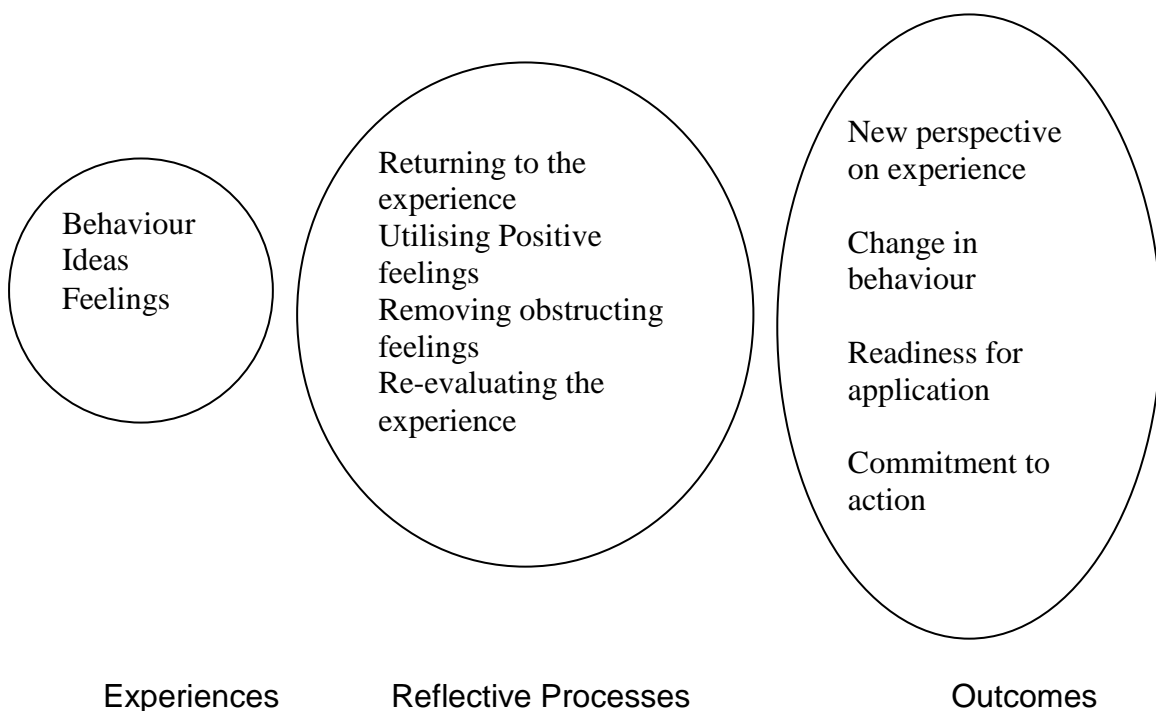 Behaviour
Ideas
Feelings
Returning to the
experience
Utilising Positive
feelings
Removing obstructing
feelings
Re-evaluating the
experience
New perspective
on experience
Change in
behaviour
Readiness for
application
Commitment to
action
Experiences
Reflective Processes
Outcomes